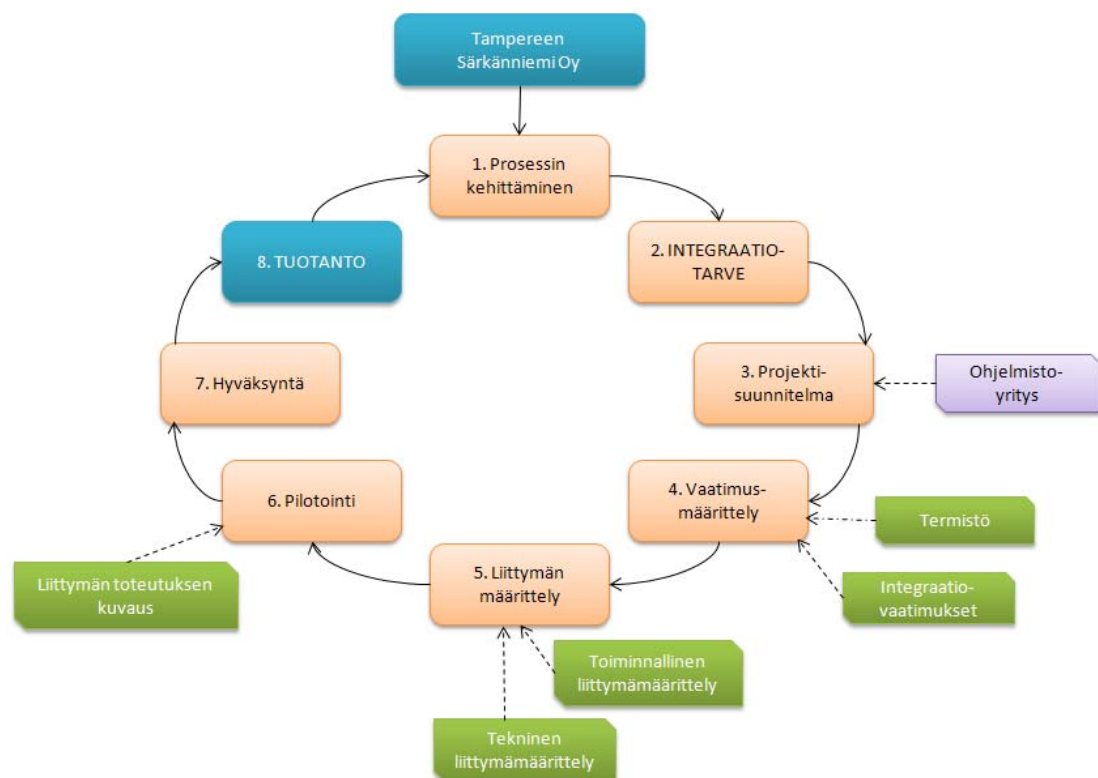 Tampereen
Särkänniemi Oy
1. Prosessin
kehittäminen
2. INTEGRAATIO-
TARVE
3. Projekti-
suunnitelma
Ohjelmisto-
yritys
4. Vaatimus-
määrittely
Termistö
Integraatio-
vaatimukset
5. Liittymän
määrittely
Toiminnallinen
liittymämäärittely
Tekninen
liittymämäärittely
6. Pilotointi
Liittymän toteutuksen
kuvaus
7. Hyväksyntä
8. TUOTANTO